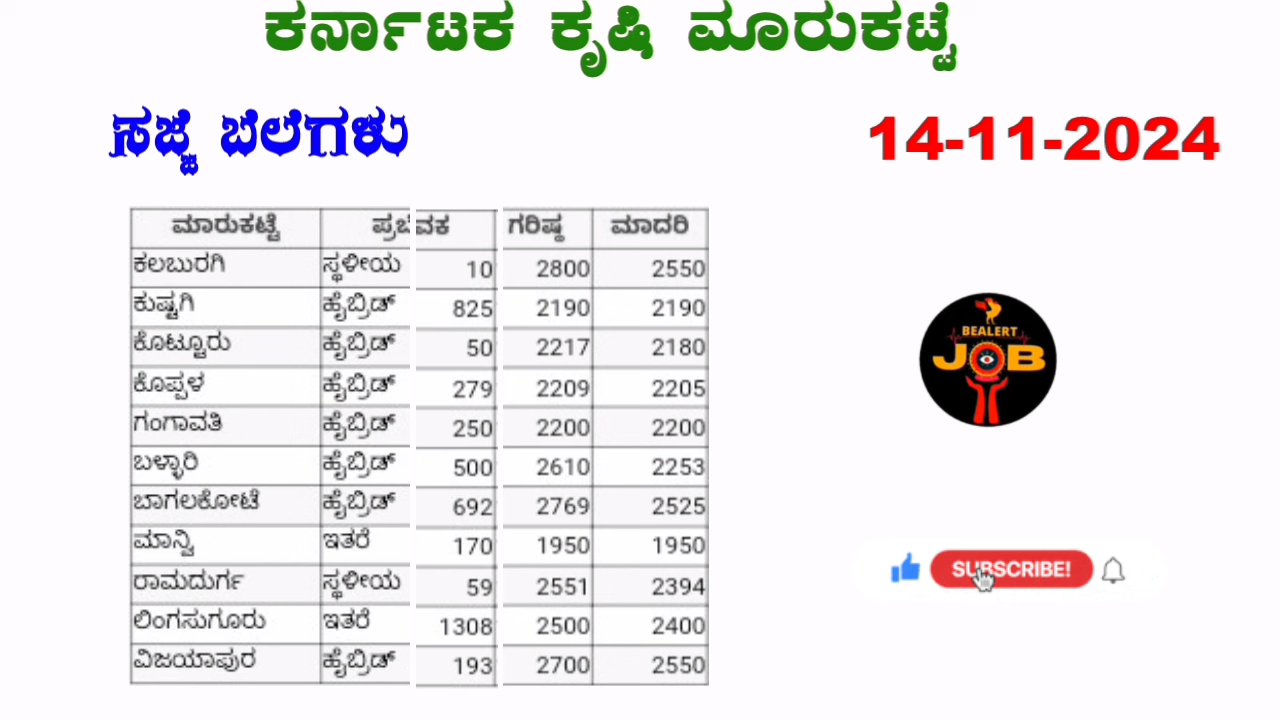 ಕರ್ನಾಟಕ ಕೃಷಿ ಮಾರುಕಟ್ಟೆ
ಸಜ್ಜೆ ಬೆಲೆಗಳು 14-11-2024
ಮಾರುಕಟ್ಟೆ ವಕ ಗರಿಷ್ಠ ಮಾದರಿ
ಕಲಬುರಗಿ ಸ್ಥಳೀಯ 10 2800 2550
ಕುಷ್ಟಗಿ ಹೈಬ್ರಿಡ್ 825 2190 2190
ಕೊಟ್ಟೂರು ಹೈಬ್ರಿಡ್ 50 2217 2180
ಕೊಪ್ಪಳ ಹೈಬ್ರಿಡ್ 279 2209 2205
ಗಂಗಾವತಿ ಹೈಬ್ರಿಡ್ 250 2200 2200
ಬಳ್ಳಾರಿ ಹೈಬ್ರಿಡ್ 500 2610 2253
ಬಾಗಲಕೋಟೆ ಹೈಬ್ರಿಡ್ 692 2769 2525
ಮಾನ್ವಿ ಇತರೆ 170 1950 1950
ರಾಮದುರ್ಗ ಸ್ಥಳೀಯ 59 2551 2394
ಲಿಂಗಸುಗೂರು ಇತರೆ 1308 2500 2400
ವಿಜಯಾಪುರ ಹೈಬ್ರಿಡ್ 193 2700 2550
BEALERT
JOB
SUBSCRIBE!